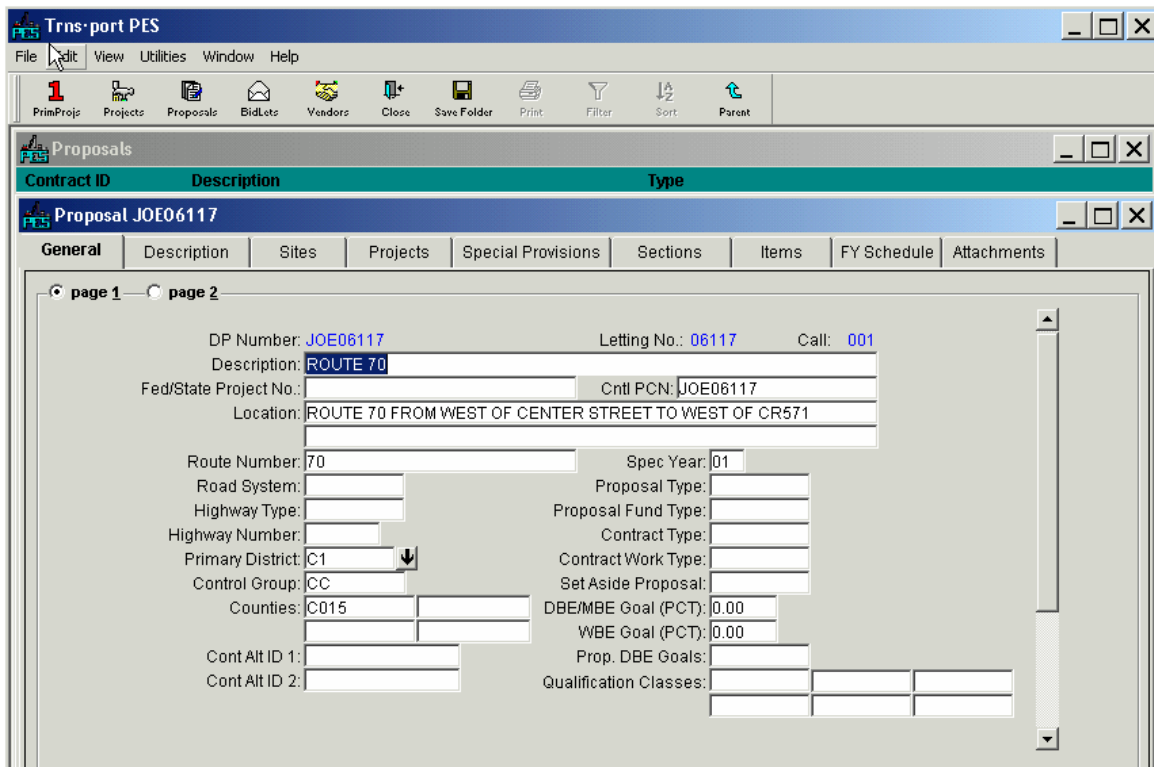 Trns·port PES
File Edit View Utilities Window Help
PrimProjs Projects Proposals BidLets Vendors Close Save Folder Print Filter Sort Parent
Proposals
Contract ID Description Type
Proposal JOE06117
General Description Sites Projects Special Provisions Sections Items FY Schedule Attachments
page 1 page 2
DP Number: JOE06117 Letting No.: 06117 Call: 001
Description: ROUTE 70
Fed/State Project No.: Cntl PCN: JOE06117
Location: ROUTE 70 FROM WEST OF CENTER STREET TO WEST OF CR571
Route Number: 70 Spec Year: 01
Road System: Proposal Type:
Highway Type: Proposal Fund Type:
Highway Number: Contract Type:
Primary District: C1 Contract Work Type:
Control Group: CC Set Aside Proposal:
Counties: C015 DBE/MBE Goal (PCT): 0.00
WBE Goal (PCT): 0.00
Cont Alt ID 1: Prop. DBE Goals:
Cont Alt ID 2: Qualification Classes: